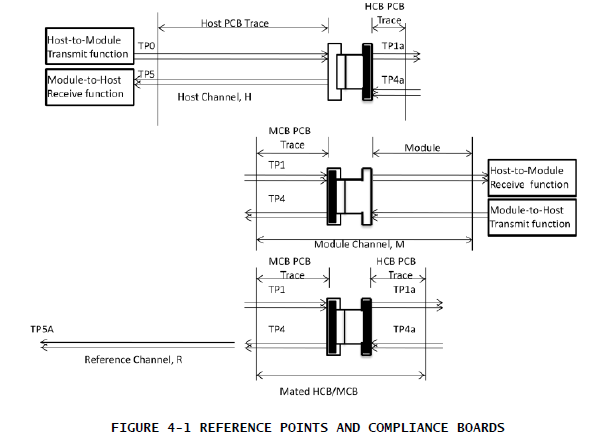 HCB PCB
Trace
Host PCB Trace
Host-to-Module
Transmit function
TP0
TP1a
Module-to-Host
Receive function
TP5
TP4a
Host Channel, H
MCB PCB
Trace
Module
TP1
Host-to-Module
Receive function
TP4
Module-to-Host
Transmit function
Module Channel, M
MCB PCB
Trace
HCB PCB
Trace
TP1
TP1a
TP5A
TP4
TP4a
Reference Channel, R
Mated HCB/MCB
FIGURE 4-1 REFERENCE POINTS AND COMPLIANCE BOARDS